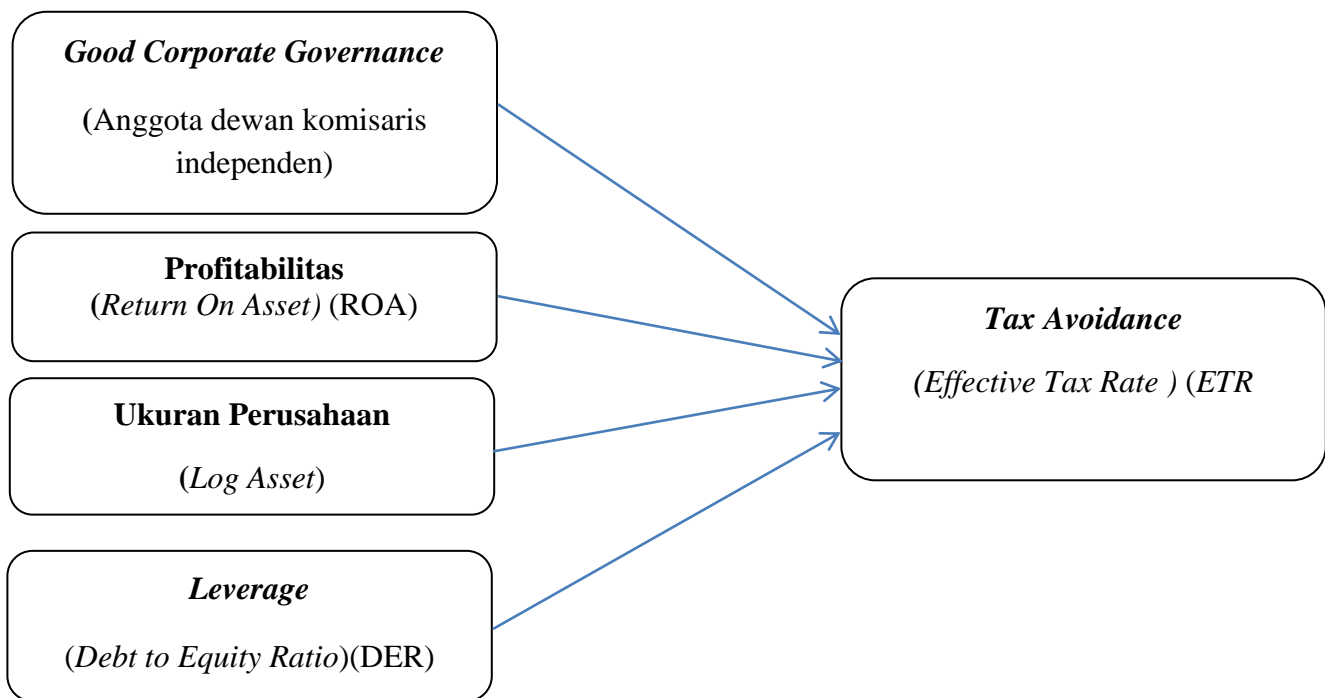 Good Corporate Governance
(Anggota dewan komisaris
independen)
Profitabilitas
(Return On Asset) (ROA)
Ukuran Perusahaan
(Log Asset)
Leverage
(Debt to Equity Ratio)(DER)
Tax Avoidance
(Effective Tax Rate ) (ETR